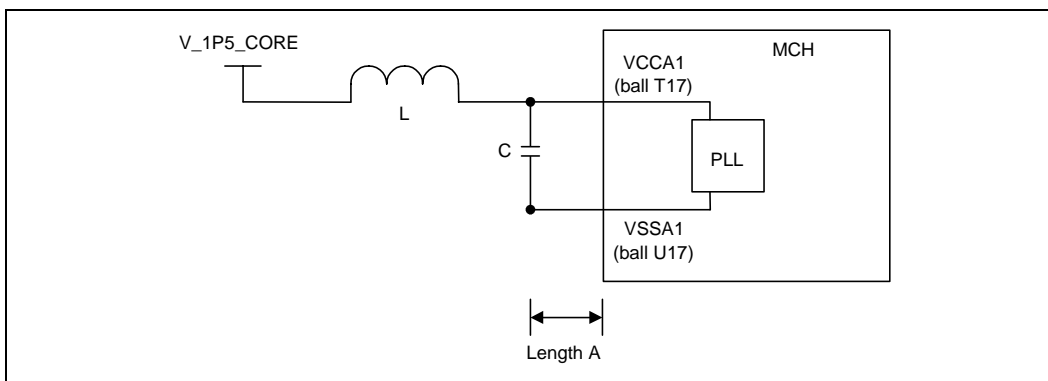 V_1P5_CORE
MCH
VCCA1
(ball T17)
L
C
PLL
VSSA1
(ball U17)
Length A